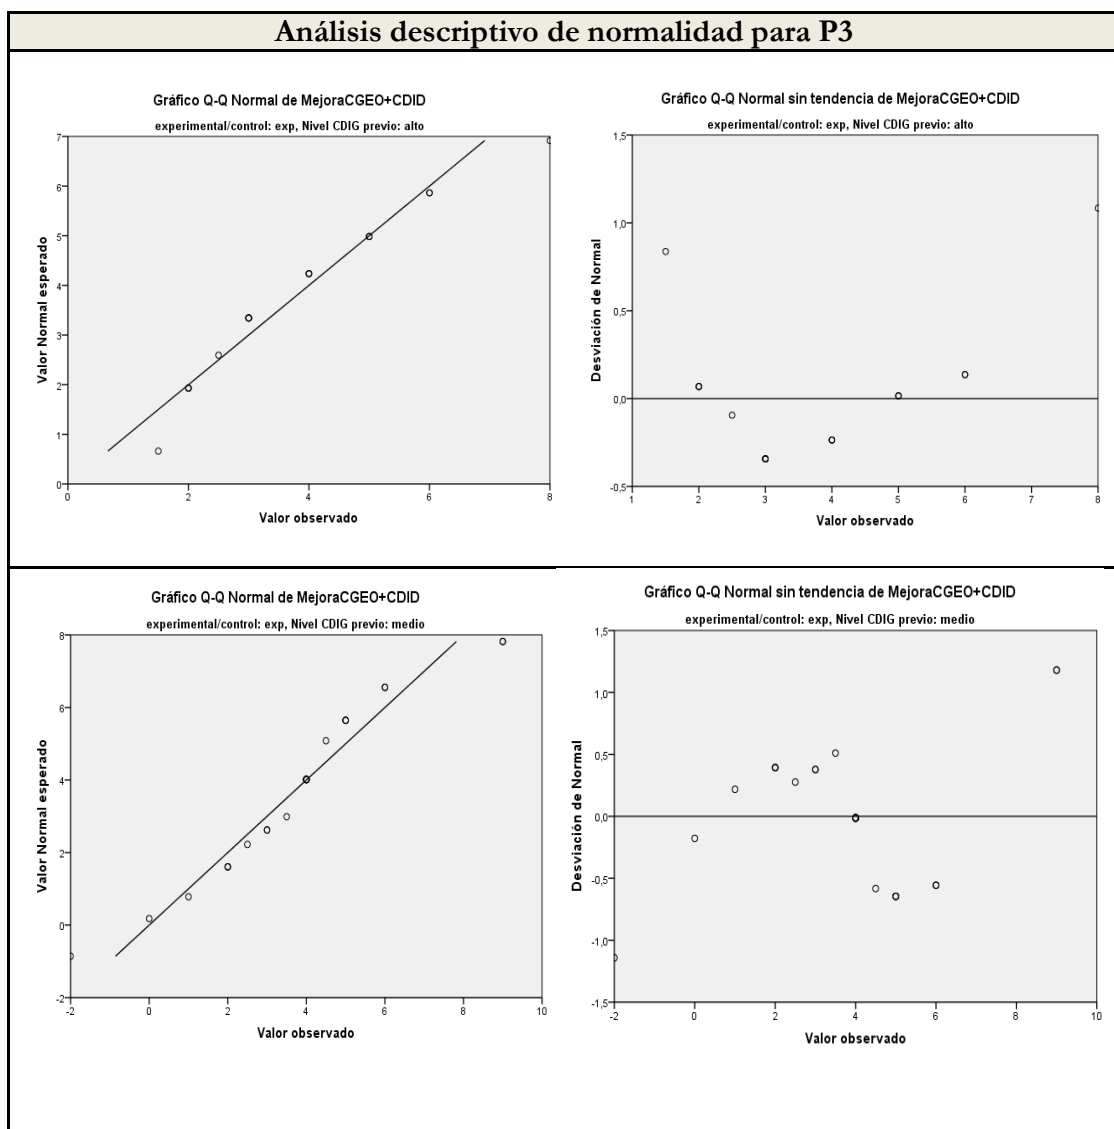 Análisis descriptivo de normalidad para P3
Gráfico Q-Q Normal de MejoraCGEO+CDID
experimental/control: exp, Nivel CDIG previo: alto
7
6
5
4
3
2
1
0
Valor Normal esperado
0 2 4 6 8
Valor observado
Gráfico Q-Q Normal sin tendencia de MejoraCGEO+CDID
experimental/control: exp, Nivel CDIG previo: alto
1,5
1,0
0,5
0,0
-0,5
Desviación de Normal
1 2 3 4 5 6 7 8
Valor observado
Gráfico Q-Q Normal de MejoraCGEO+CDID
experimental/control: exp, Nivel CDIG previo: medio
8
6
4
2
0
-2
Valor Normal esperado
-2 0 2 4 6 8 10
Valor observado
Gráfico Q-Q Normal sin tendencia de MejoraCGEO+CDID
experimental/control: exp, Nivel CDIG previo: medio
1,5
1,0
0,5
0,0
-0,5
-1,0
-1,5
Desviación de Normal
-2 0 2 4 6 8 10
Valor observado